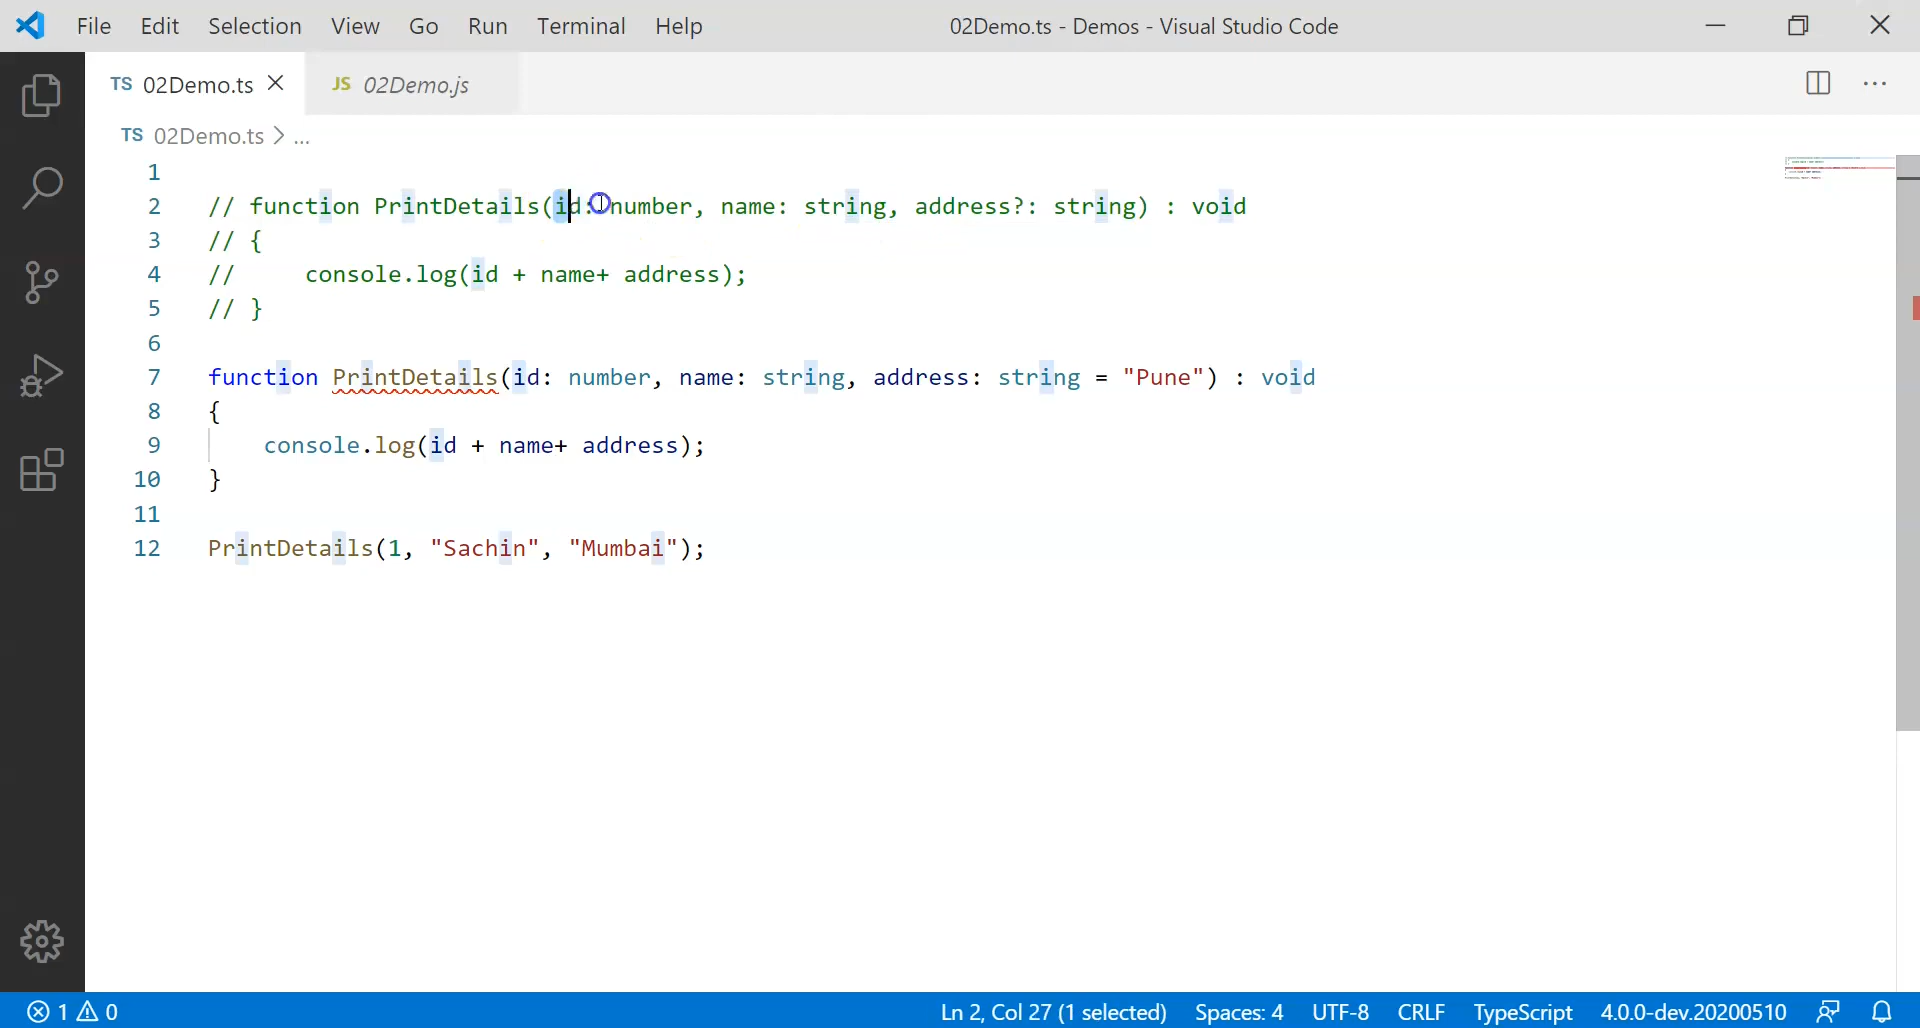 File Edit Selection View Go Run Terminal Help 02Demo.ts - Demos - Visual Studio Code
TS 02Demo.ts JS 02Demo.js
TS 02Demo.ts > ...
1
2 // function PrintDetails(id: number, name: string, address?: string) : void
3 // {
4 //     console.log(id + name+ address);
5 // }
6
7 function PrintDetails(id: number, name: string, address: string = "Pune") : void
8 {
9     console.log(id + name+ address);
10 }
11
12 PrintDetails(1, "Sachin", "Mumbai");
1 0 Ln 2, Col 27 (1 selected) Spaces: 4 UTF-8 CRLF TypeScript 4.0.0-dev.20200510